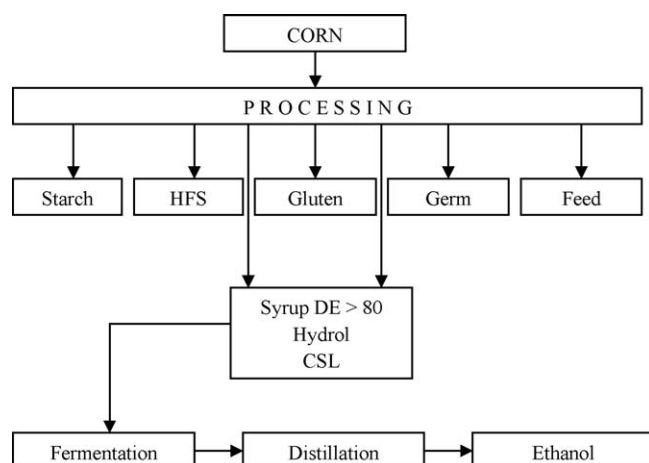 CORN
P R O C E S S I N G
Starch
HFS
Gluten
Germ
Feed
Syrup DE > 80
Hydrol
CSL
Fermentation
Distillation
Ethanol